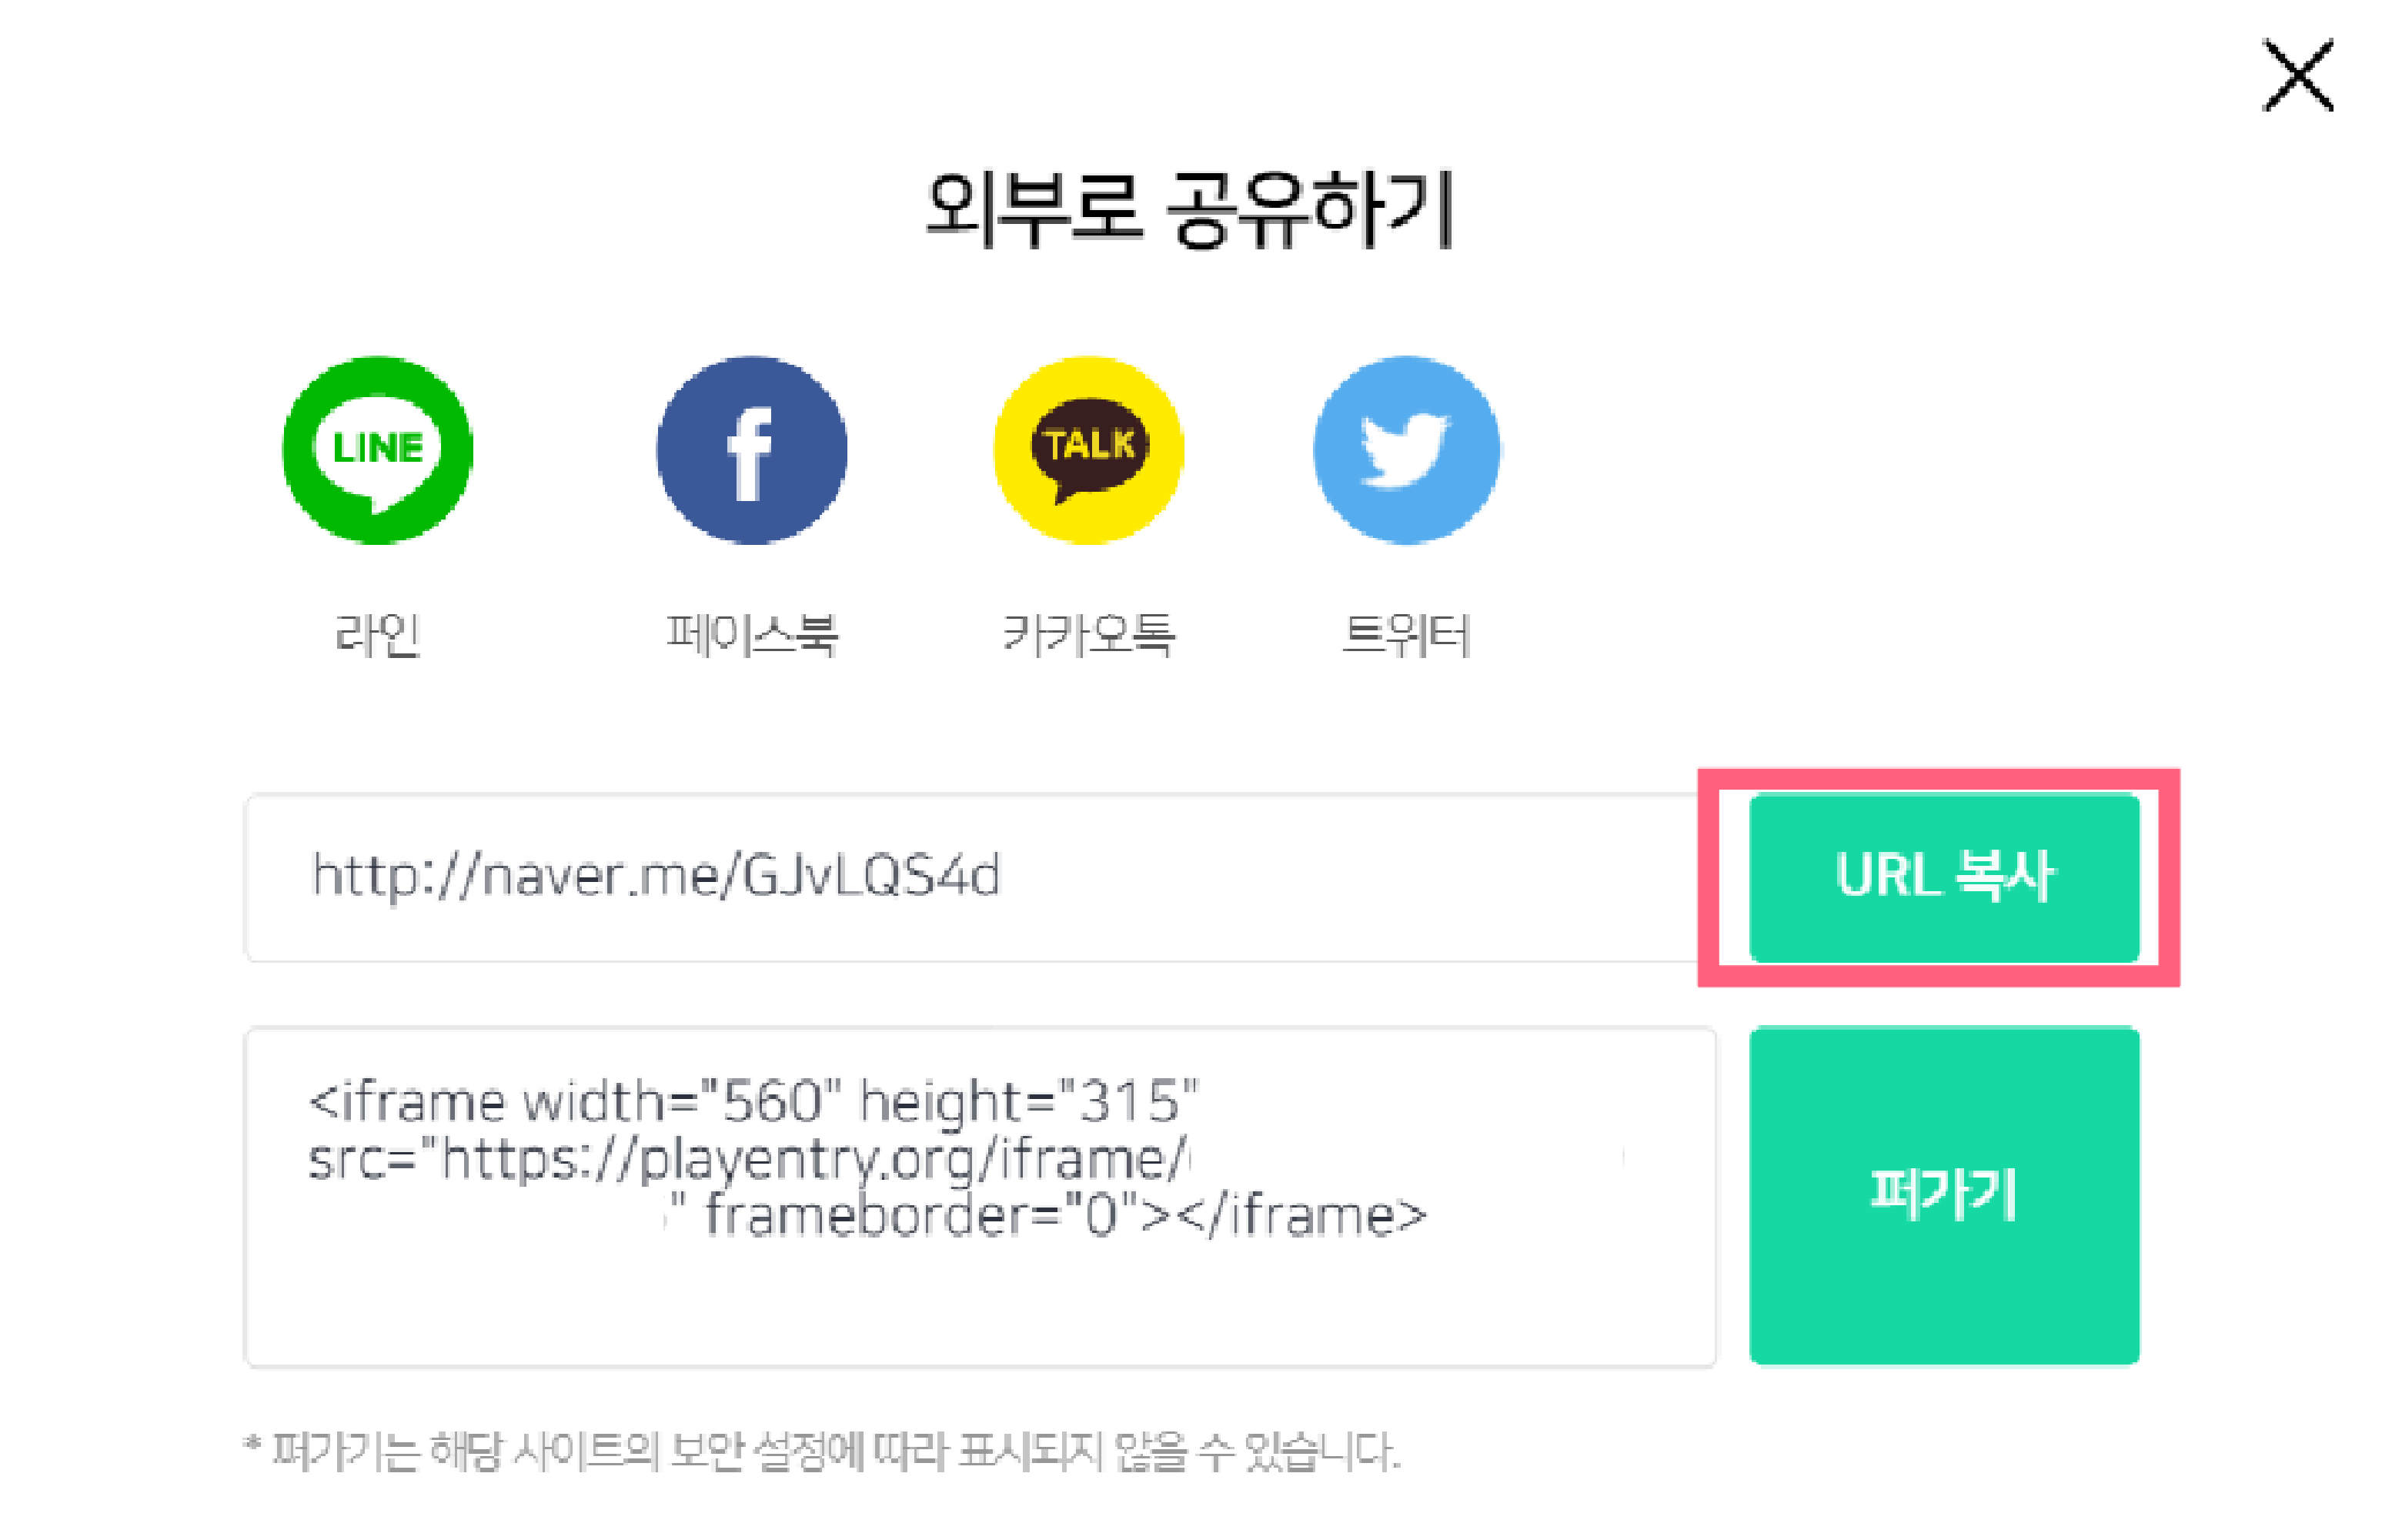 외부로 공유하기
LINE
f
TALK
라인
페이스북
카카오톡
트위터
http://naver.me/GJvLQS4d
URL 복사
<iframe width="560" height="315"
src="https://playentry.org/iframe/
" frameborder="0"></iframe>
퍼가기
* 퍼가기는 해당 사이트의 보안 설정에 따라 표시되지 않을 수 있습니다.